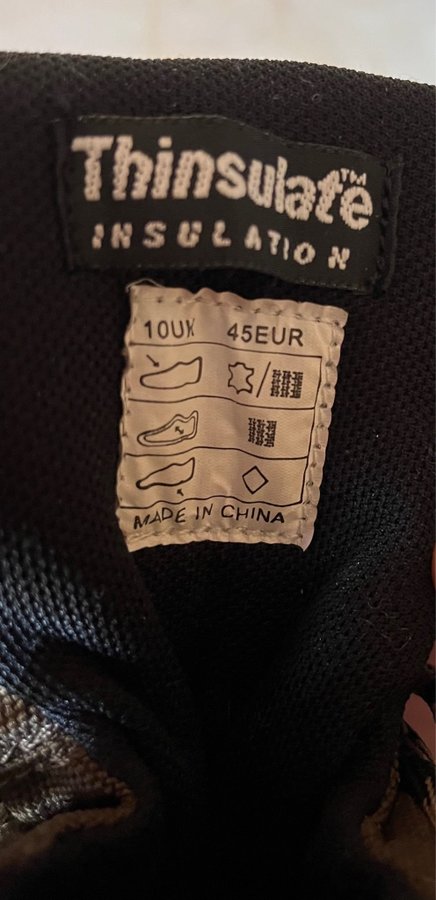 Thinsulate™
INSULATION
10UK 45EUR
/
MADE IN CHINA